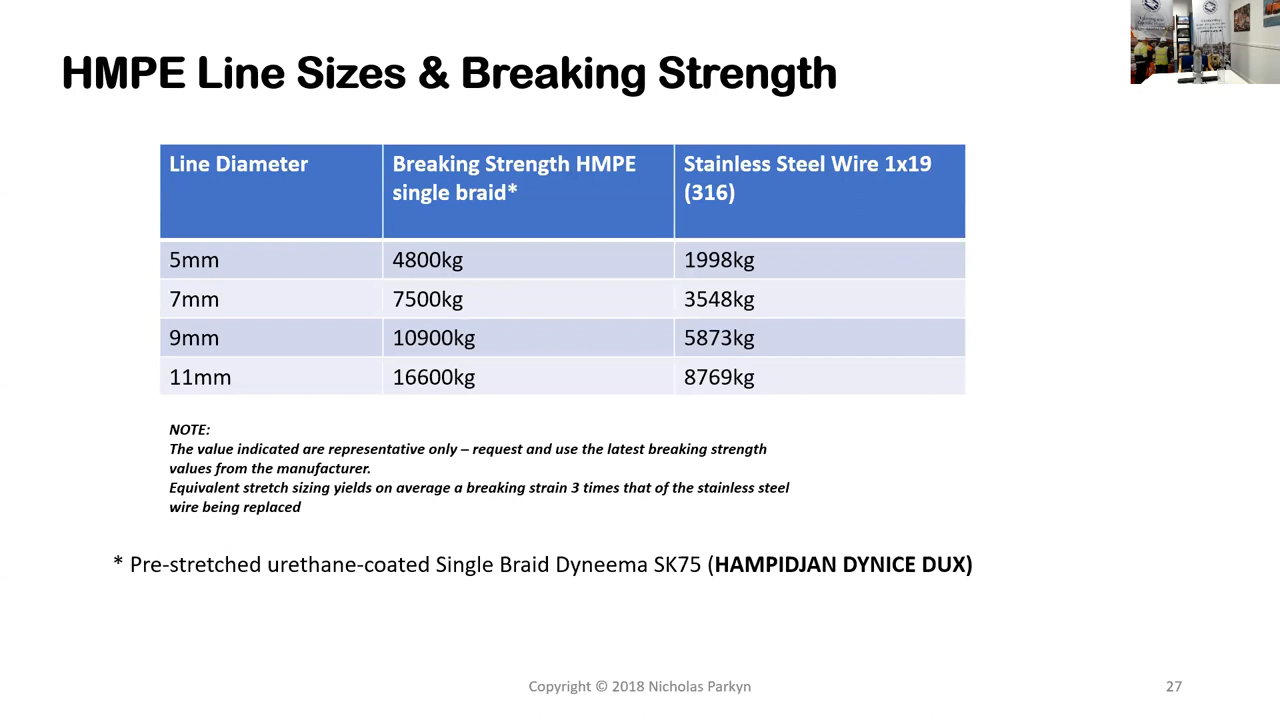 HMPE Line Sizes & Breaking Strength
Line Diameter
Breaking Strength HMPE
single braid*
Stainless Steel Wire 1x19
(316)
5mm 4800kg 1998kg
7mm 7500kg 3548kg
9mm 10900kg 5873kg
11mm 16600kg 8769kg
NOTE:
The value indicated are representative only – request and use the latest breaking strength
values from the manufacturer.
Equivalent stretch sizing yields on average a breaking strain 3 times that of the stainless steel
wire being replaced
* Pre-stretched urethane-coated Single Braid Dyneema SK75 (HAMPIDJAN DYNICE DUX)
Copyright © 2018 Nicholas Parkyn
27